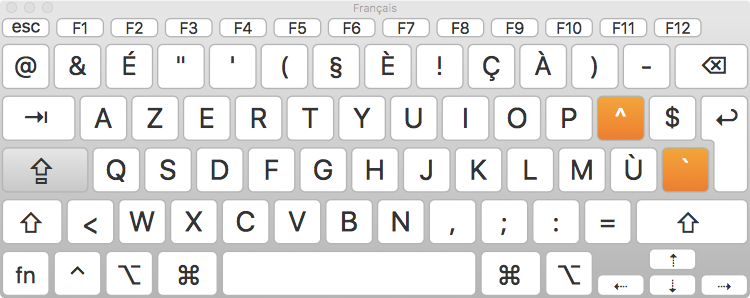 Français
esc F1 F2 F3 F4 F5 F6 F7 F8 F9 F10 F11 F12
@ & É " ' ( § È ! Ç À ) - ⌫
⇥ A Z E R T Y U I O P ^ $ ↩
⇪ Q S D F G H J K L M Ù `
⇧ < W X C V B N , ; : = ⇧
fn ^ ⌥ ⌘ ⌘ ⌥ ⇠ ⇡ ⇣ ⇢